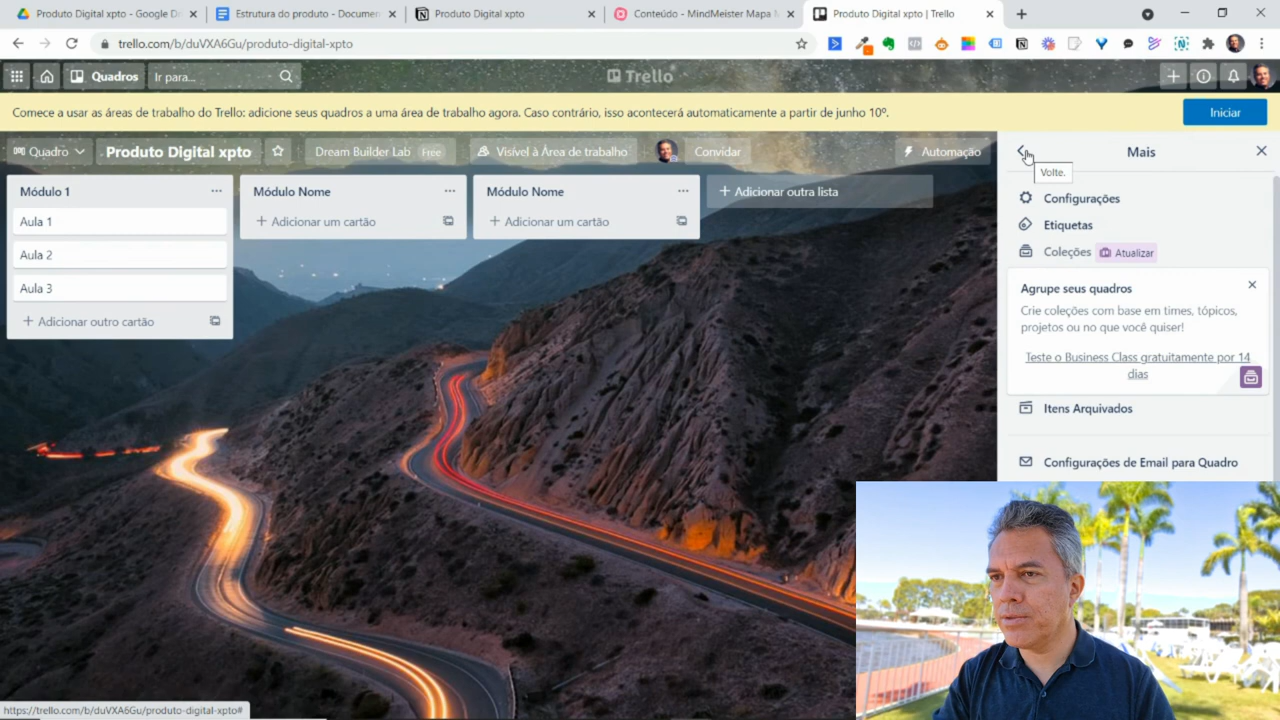 Produto Digital xpto - Google Dr
Estrutura do produto - Documen
Produto Digital xpto
Conteúdo - MindMeister Mapa M
Produto Digital xpto | Trello
trello.com/b/duVXA6Gu/produto-digital-xpto
Quadros
Ir para...
Trello
Comece a usar as áreas de trabalho do Trello: adicione seus quadros a uma área de trabalho agora. Caso contrário, isso acontecerá automaticamente a partir de junho 10º.
Iniciar
Quadro
Produto Digital xpto
Dream Builder Lab Free
Visível à Área de trabalho
Convidar
Automação
Mais
Volte.
Módulo 1
Aula 1
Aula 2
Aula 3
+ Adicionar outro cartão
Módulo Nome
+ Adicionar um cartão
Módulo Nome
+ Adicionar um cartão
+ Adicionar outra lista
Configurações
Etiquetas
Coleções Atualizar
Agrupe seus quadros
Crie coleções com base em times, tópicos,
projetos ou no que você quiser!
Teste o Business Class gratuitamente por 14
dias
Itens Arquivados
Configurações de Email para Quadro
https://trello.com/b/duVXA6Gu/produto-digital-xpto#